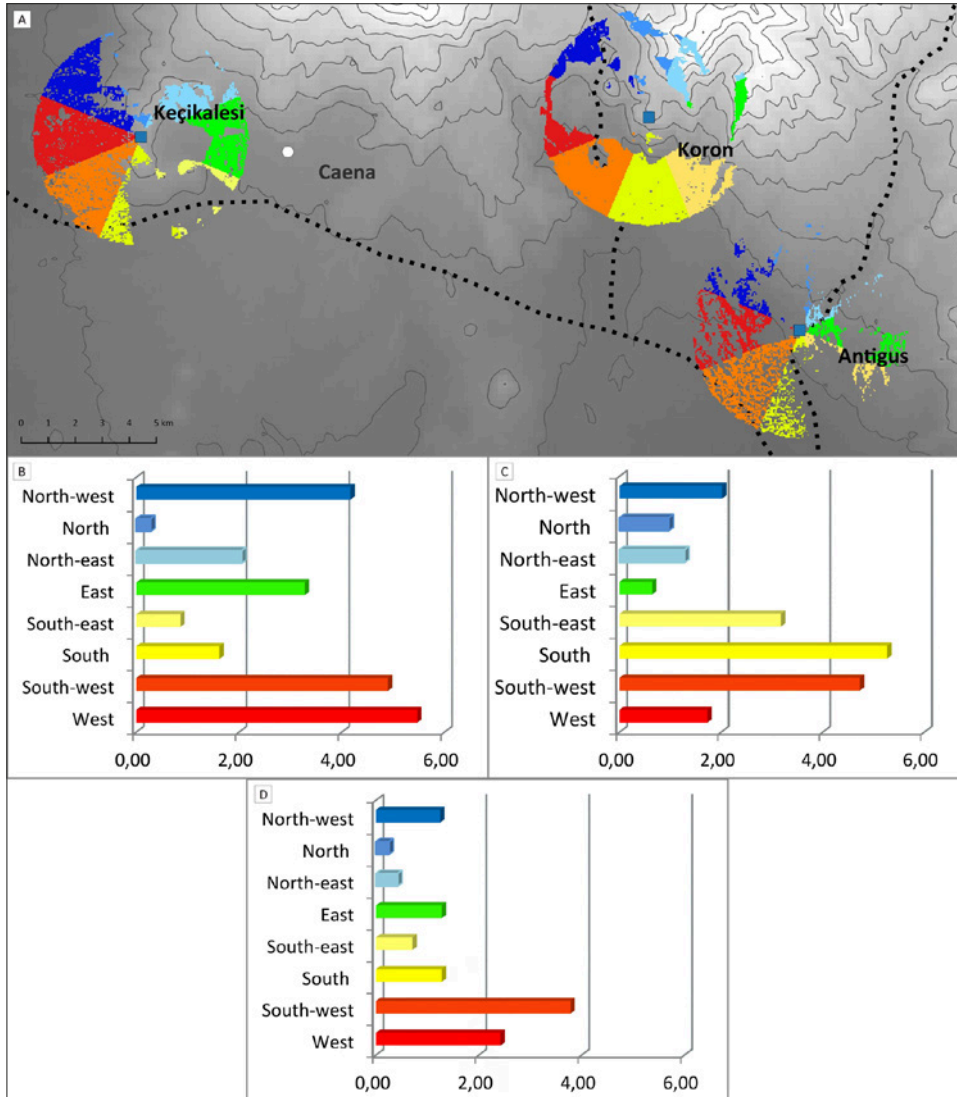 A
Keçikalesi
Caena
Koron
Antigus
0 1 2 3 4 5 km
B
North-west
North
North-east
East
South-east
South
South-west
West
0,00 2,00 4,00 6,00
C
North-west
North
North-east
East
South-east
South
South-west
West
0,00 2,00 4,00 6,00
D
North-west
North
North-east
East
South-east
South
South-west
West
0,00 2,00 4,00 6,00